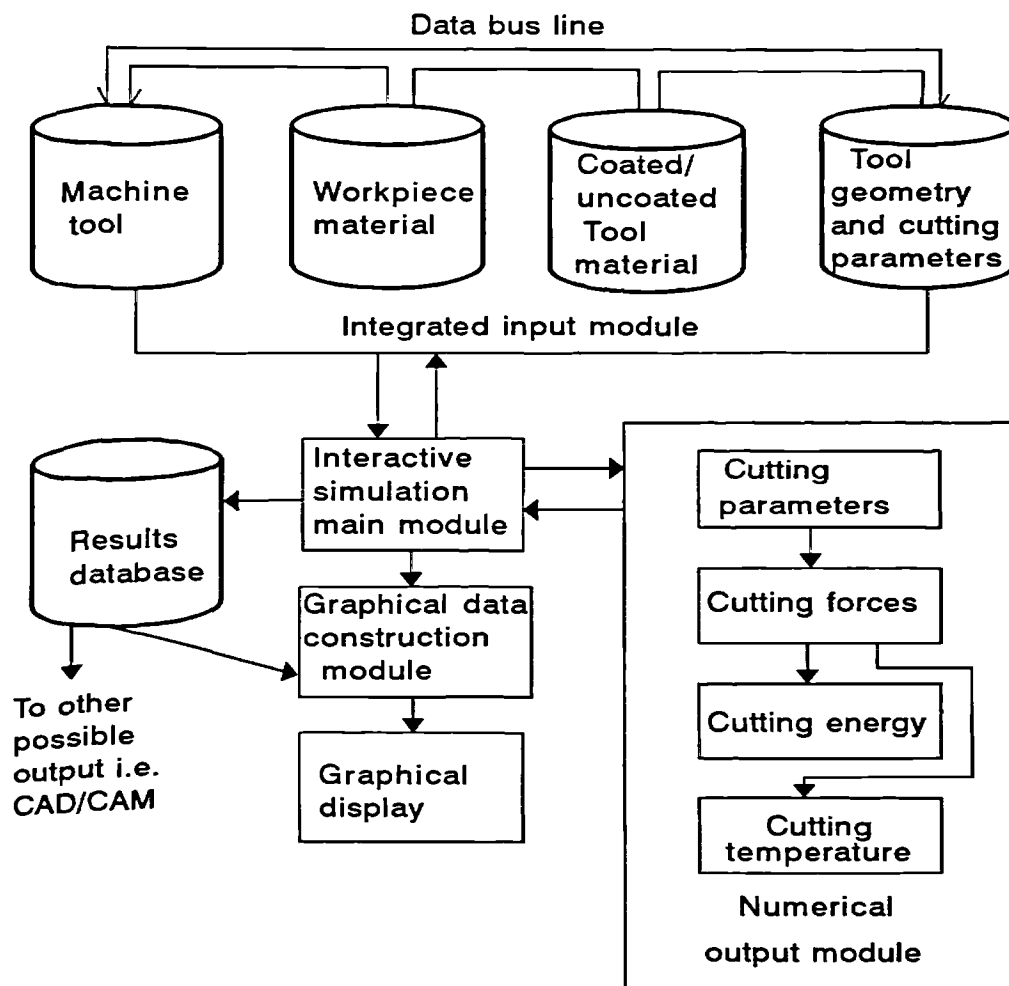 Data bus line
Machine
tool
Workpiece
material
Coated/
uncoated
Tool
material
Tool
geometry
and cutting
parameters
Integrated input module
Interactive
simulation
main module
Results
database
Graphical data
construction
module
To other
possible
output i.e.
CAD/CAM
Graphical
display
Cutting
parameters
Cutting forces
Cutting energy
Cutting
temperature
Numerical
output module